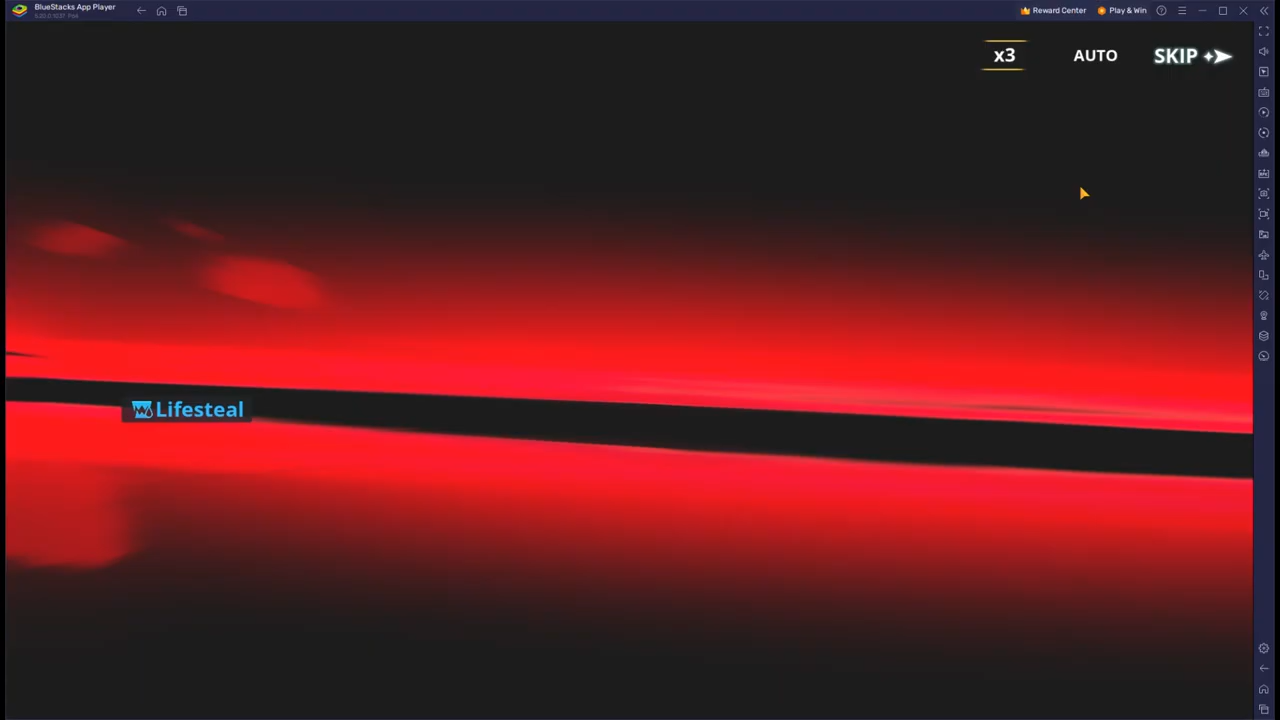 BlueStacks App Player
Reward Center
Play & Win
x3
AUTO
SKIP
Lifesteal